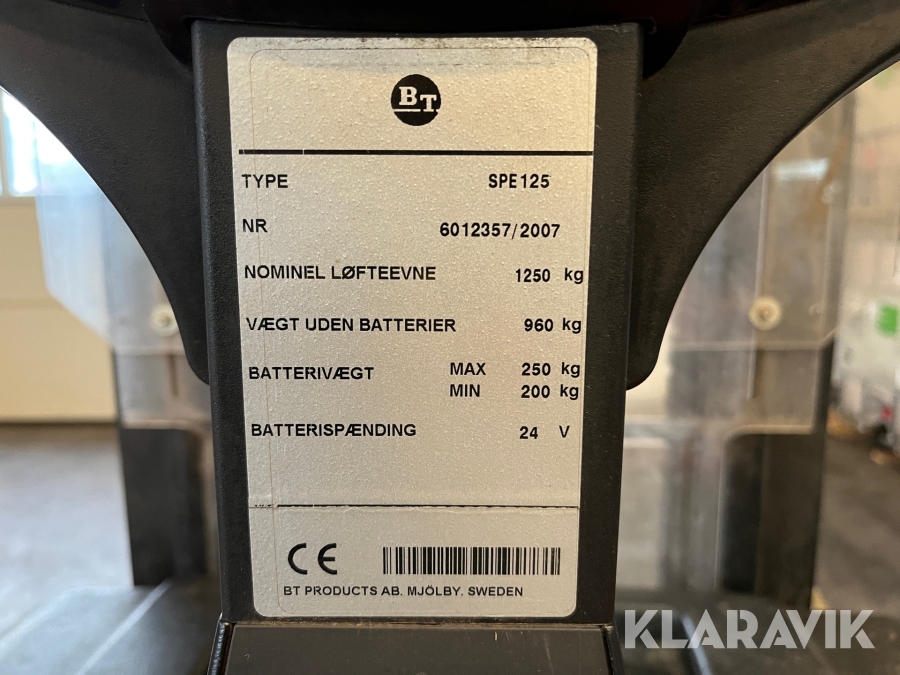 BT
TYPE SPE125
NR 6012357/2007
NOMINEL LØFTEEVNE 1250 kg
VÆGT UDEN BATTERIER 960 kg
BATTERIVÆGT MAX 250 kg
MIN 200 kg
BATTERISPÆNDING 24 V
CE
BT PRODUCTS AB. MJÖLBY. SWEDEN
KLARAVIK